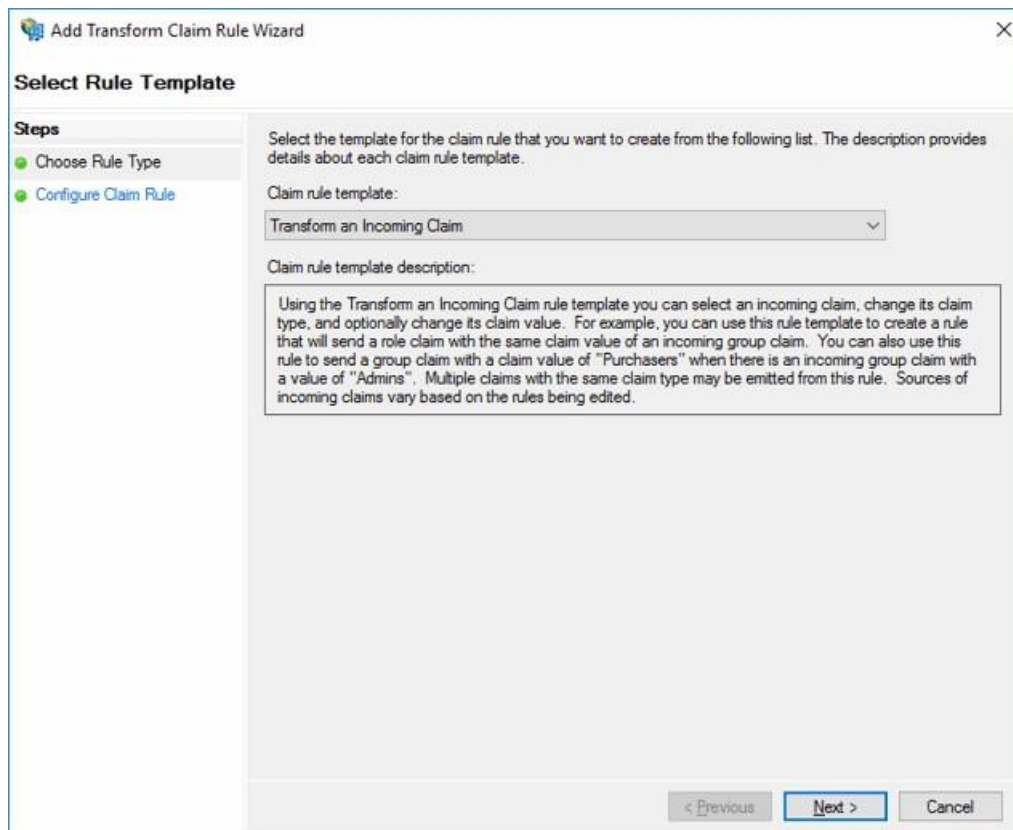 Add Transform Claim Rule Wizard
Select Rule Template
Steps
Choose Rule Type
Configure Claim Rule
Select the template for the claim rule that you want to create from the following list. The description provides
details about each claim rule template.
Claim rule template:
Transform an Incoming Claim
Claim rule template description:
Using the Transform an Incoming Claim rule template you can select an incoming claim, change its claim
type, and optionally change its claim value. For example, you can use this rule template to create a rule
that will send a role claim with the same claim value of an incoming group claim. You can also use this
rule to send a group claim with a claim value of "Purchasers" when there is an incoming group claim with
a value of "Admins". Multiple claims with the same claim type may be emitted from this rule. Sources of
incoming claims vary based on the rules being edited.
< Previous
Next >
Cancel